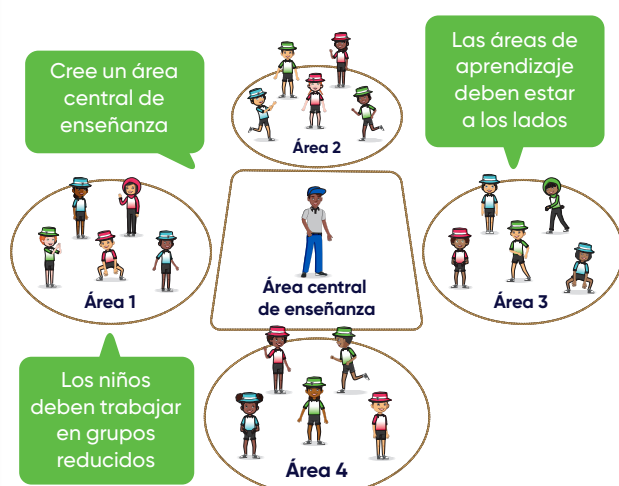 Cree un área
central de
enseñanza
Las áreas de
aprendizaje
deben estar
a los lados
Área 2
Área 1
Área central
de enseñanza
Área 3
Los niños
deben trabajar
en grupos
reducidos
Área 4